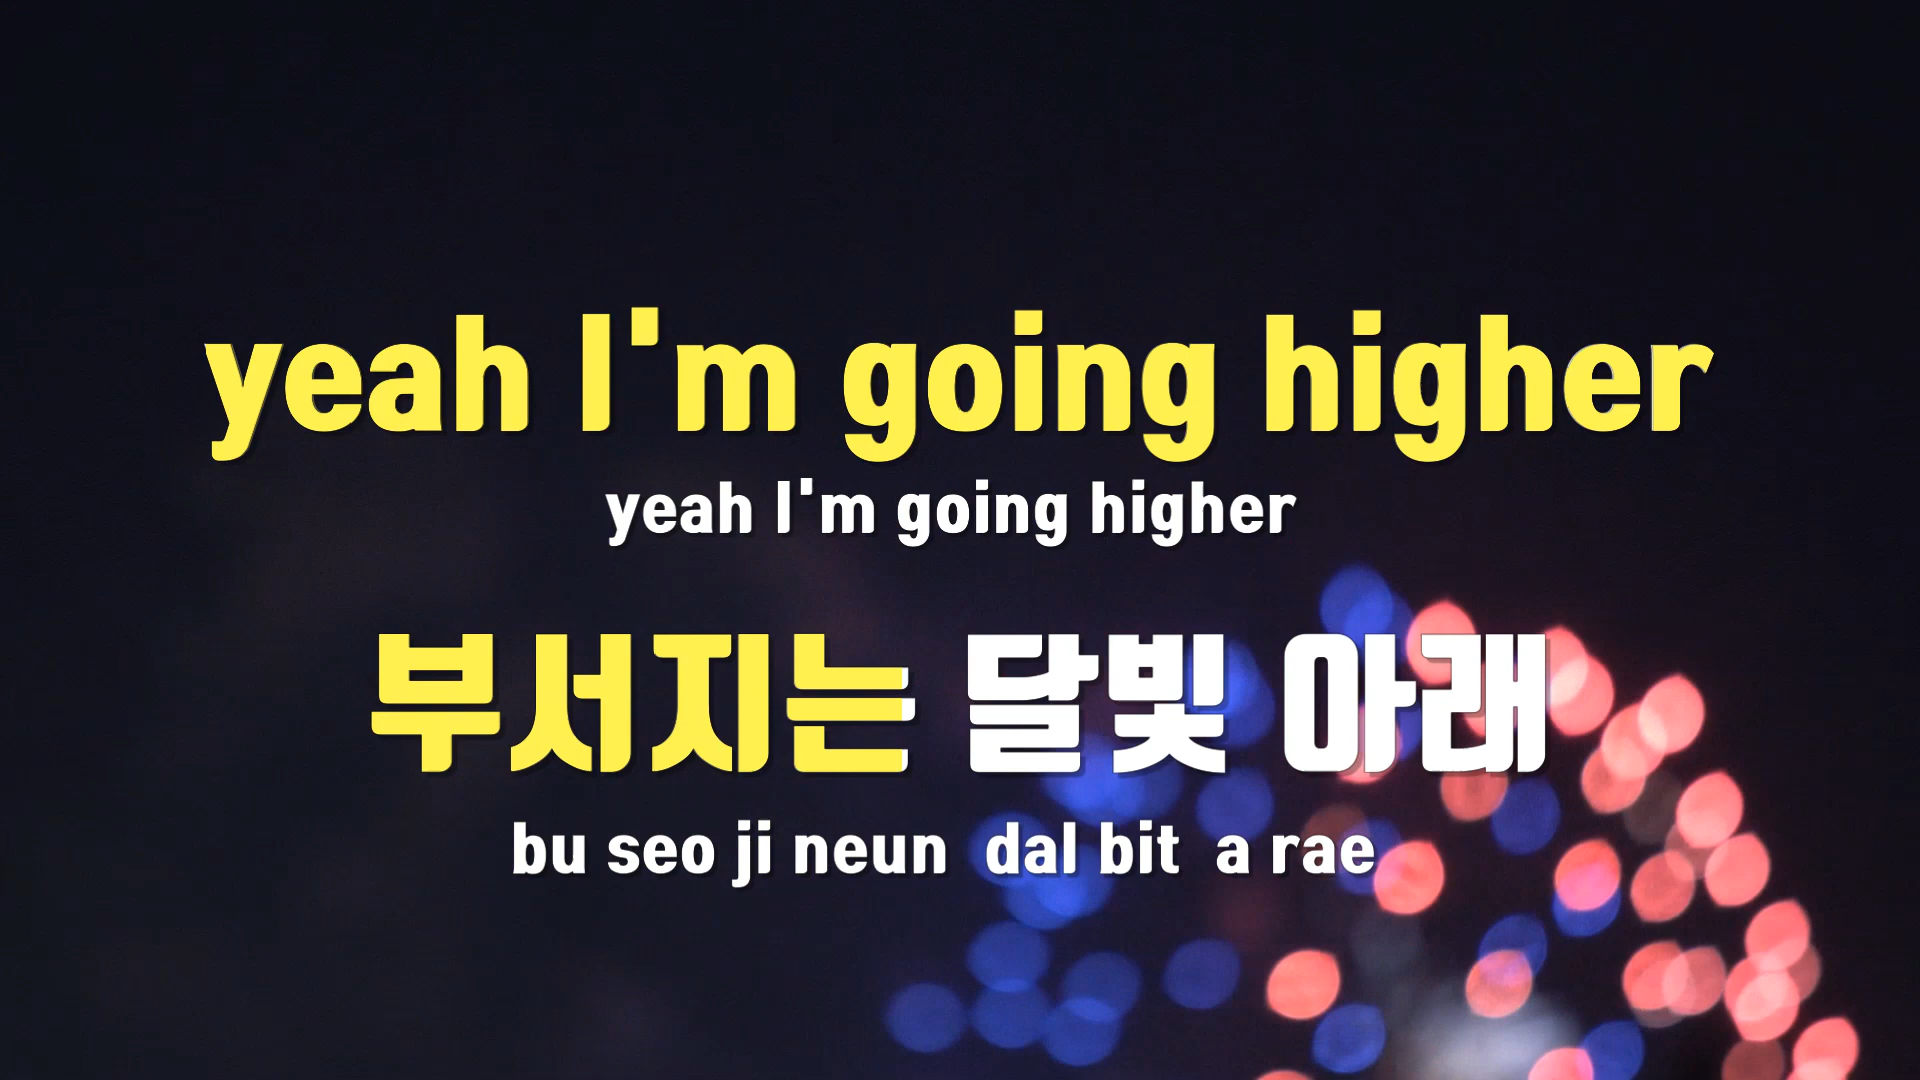 yeah I'm going higher
yeah I'm going higher
부서지는 달빛 아래
bu seo ji neun  dal bit  a rae